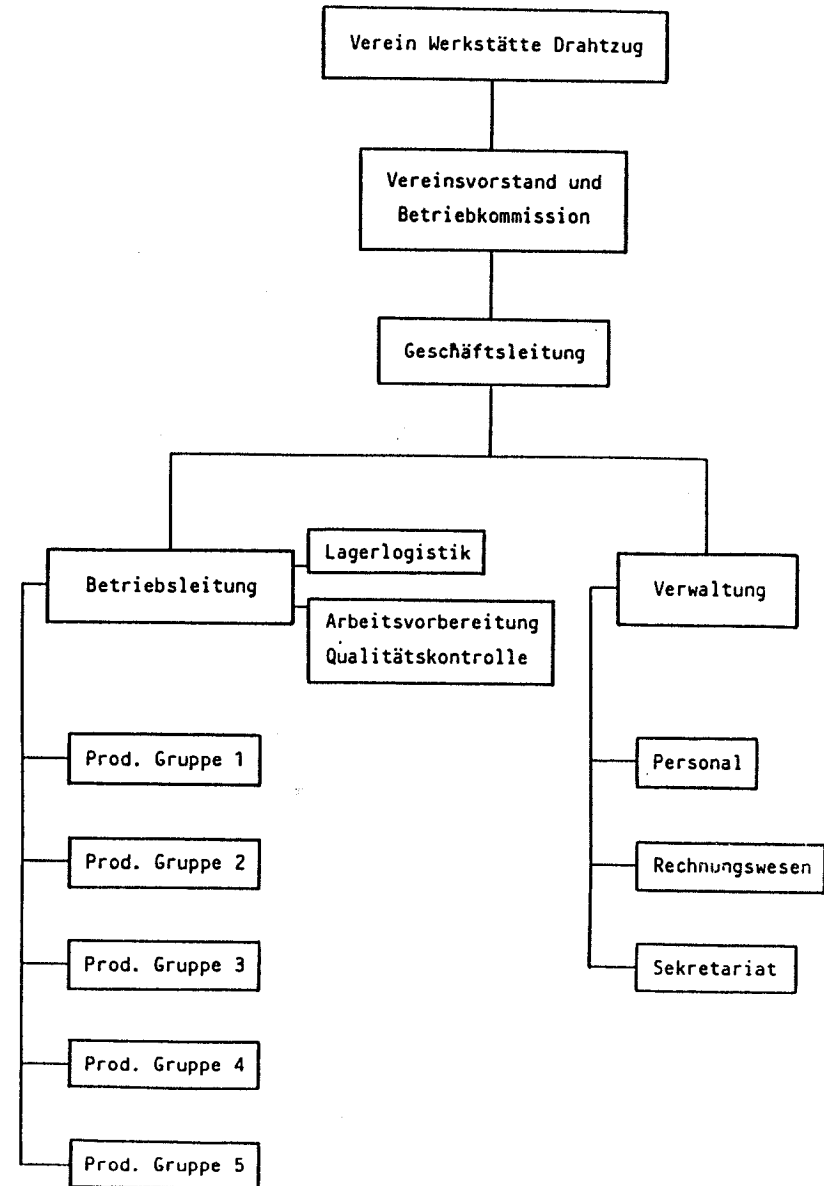 Verein Werkstätte Drahtzug
Vereinsvorstand und
Betriebkommission
Geschäftsleitung
Betriebsleitung
Lagerlogistik
Arbeitsvorbereitung
Qualitätskontrolle
Verwaltung
Prod. Gruppe 1
Prod. Gruppe 2
Prod. Gruppe 3
Prod. Gruppe 4
Prod. Gruppe 5
Personal
Rechnungswesen
Sekretariat